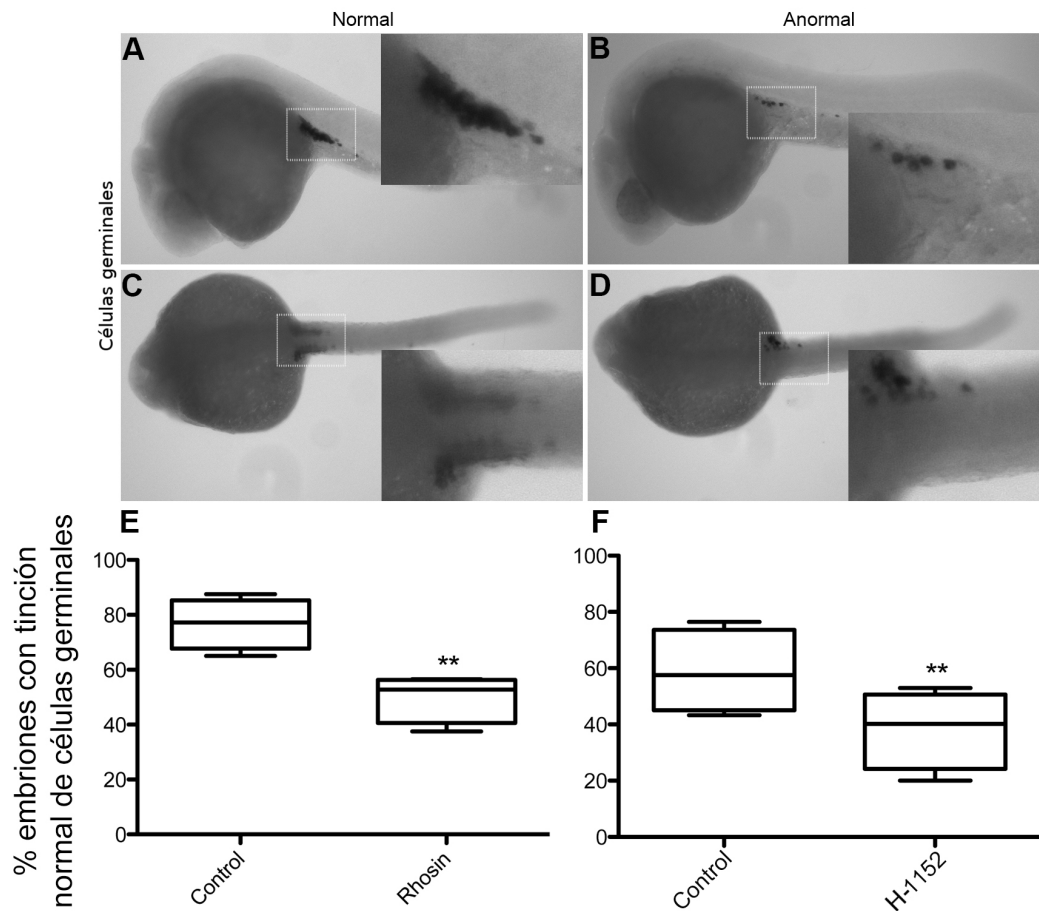 Normal
Anormal
A
B
Células germinales
C
D
E
F
% embriones con tinción
normal de células germinales
100
80
60
40
20
0
**
Control
Rhosin
100
80
60
40
20
0
**
Control
H-1152